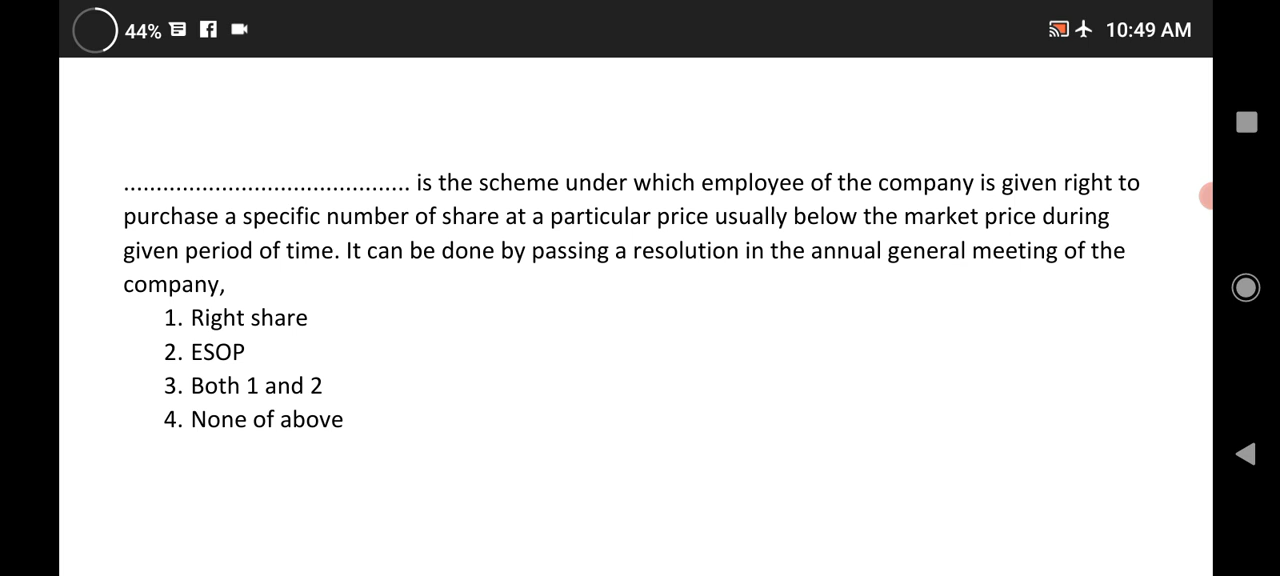 44% 10:49 AM
.......................................... is the scheme under which employee of the company is given right to
purchase a specific number of share at a particular price usually below the market price during
given period of time. It can be done by passing a resolution in the annual general meeting of the
company,
1. Right share
2. ESOP
3. Both 1 and 2
4. None of above